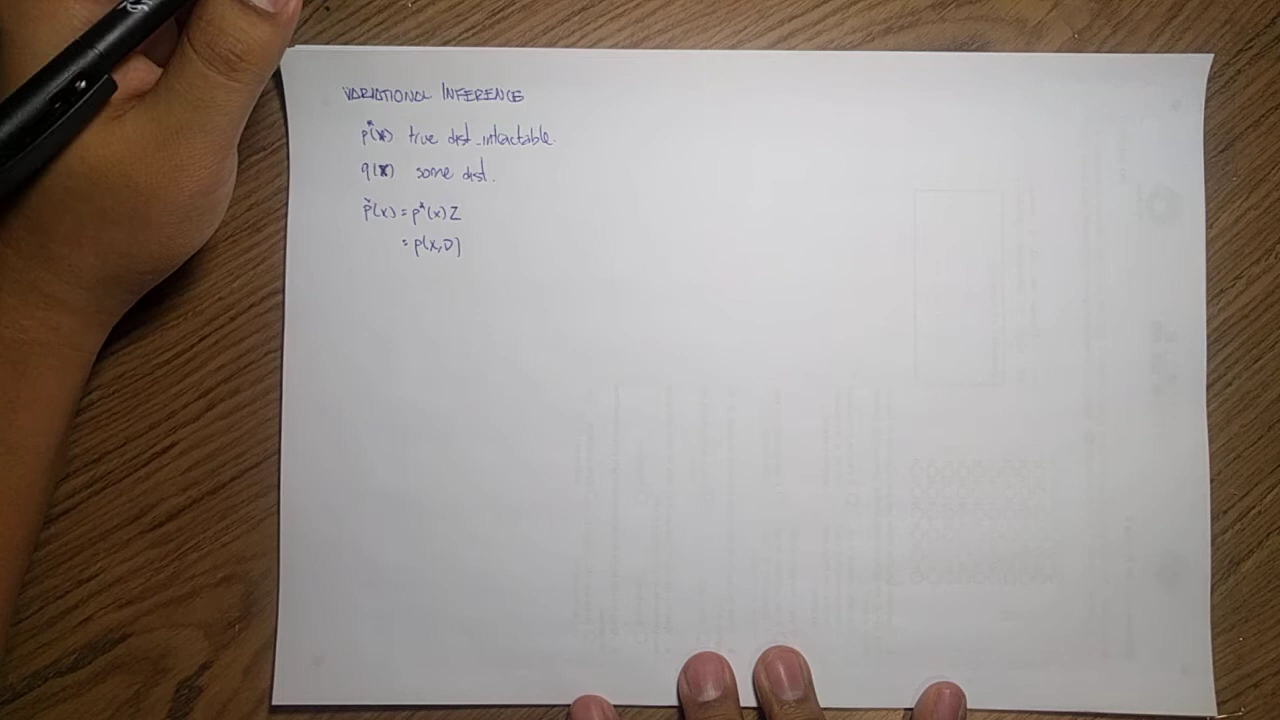 VARIATIONAL INFERENCE
p*(x) true dist. intractable.
q(x) some dist.
p̃(x) = p*(x) Z
= p(x,D)